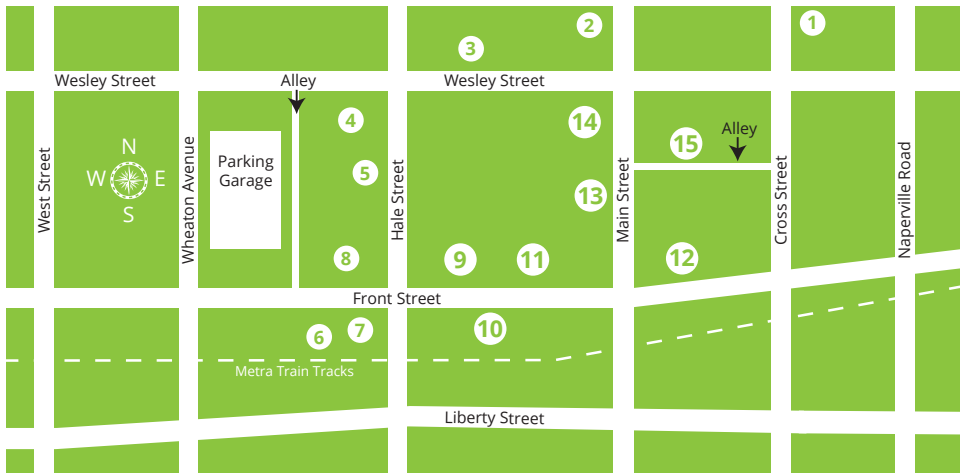 1
2
3
Wesley Street
Alley
Wesley Street
4
14
Alley
15
N
W E
S
Parking
Garage
5
13
West Street
Wheaton Avenue
Hale Street
Main Street
Cross Street
Naperville Road
8
9
11
12
Front Street
6
7
10
Metra Train Tracks
Liberty Street